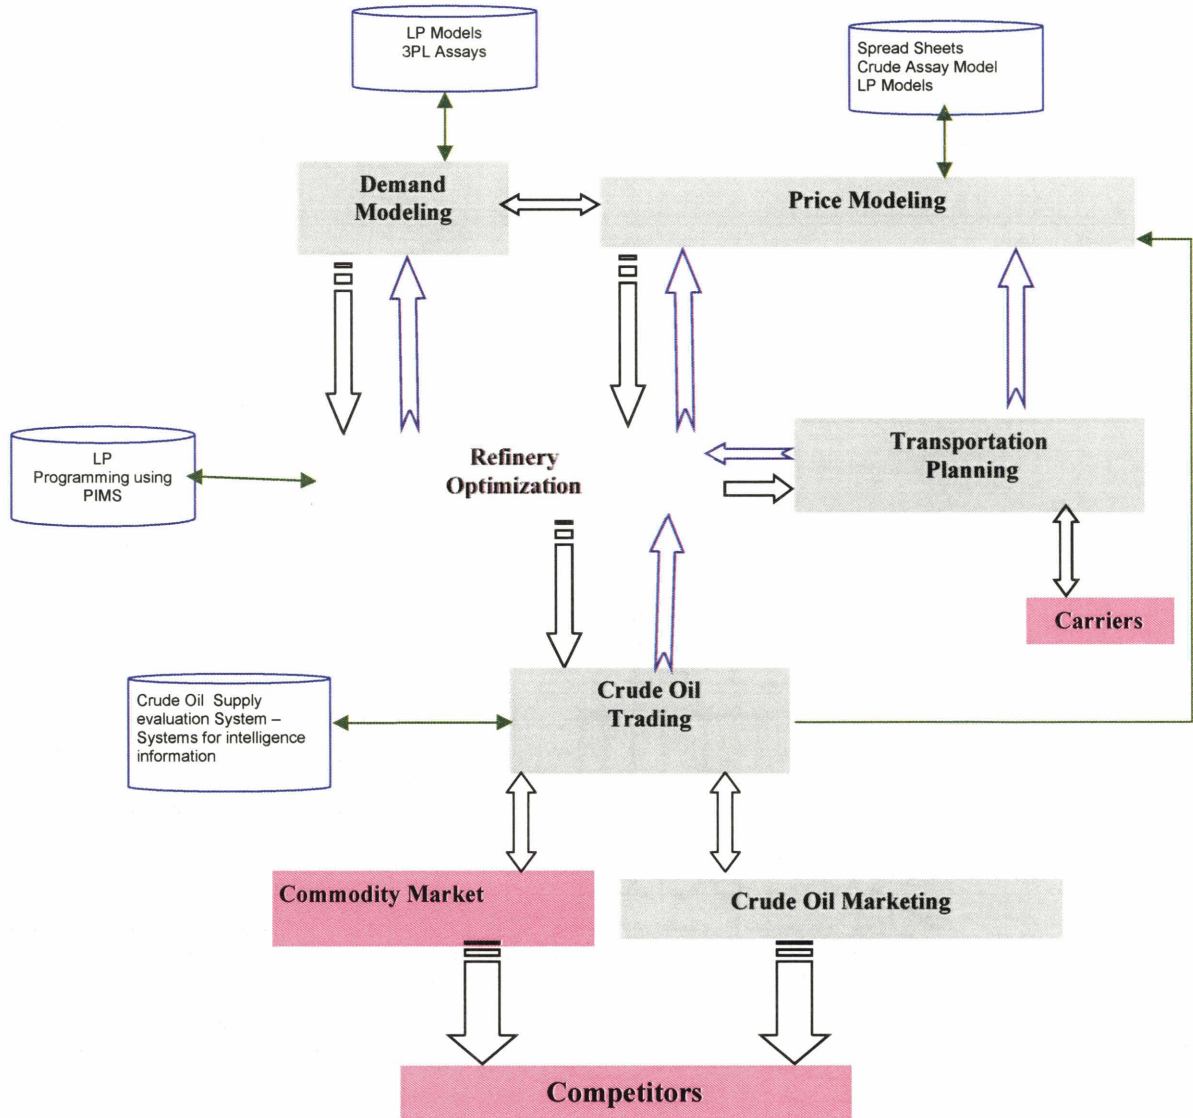 LP Models
3PL Assays
Spread Sheets
Crude Assay Model
LP Models
Demand
Modeling
Price Modeling
LP
Programming using
PIMS
Refinery
Optimization
Transportation
Planning
Carriers
Crude Oil Supply
evaluation System –
Systems for intelligence
information
Crude Oil
Trading
Commodity Market
Crude Oil Marketing
Competitors